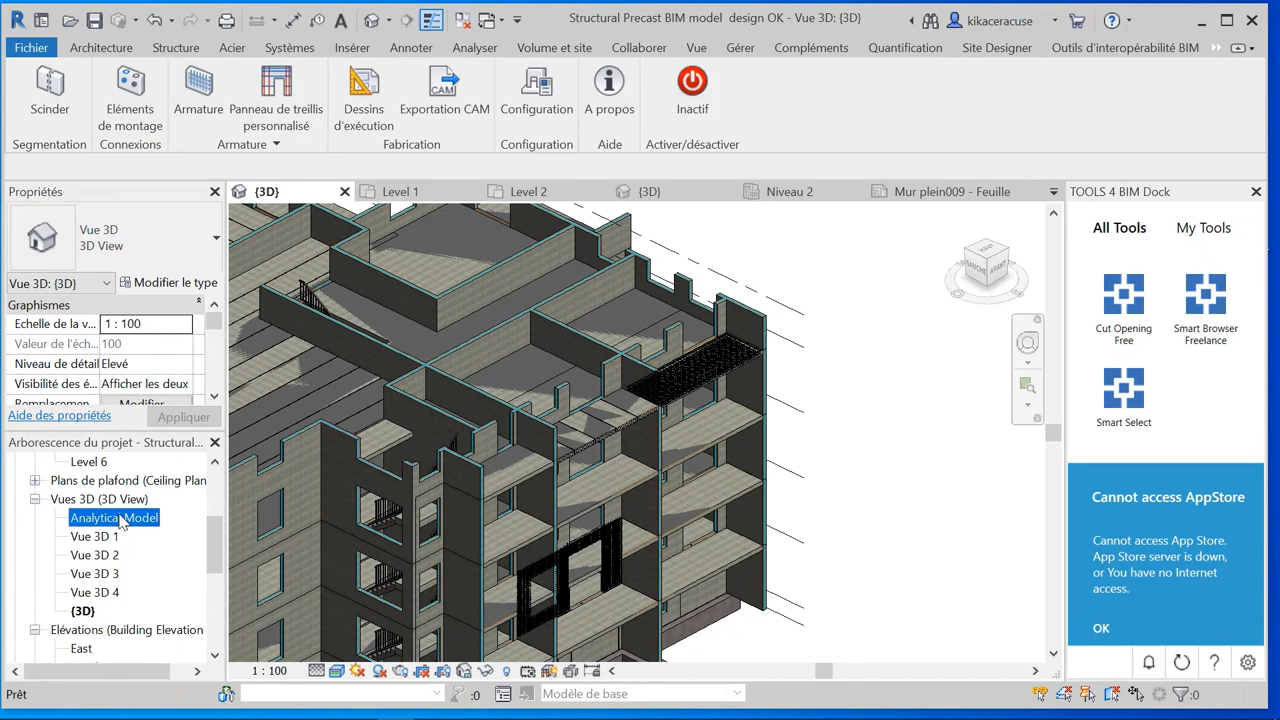 Structural Precast BIM model design OK - Vue 3D: {3D}
kikaceracuse
Fichier Architecture Structure Acier Systèmes Insérer Annoter Analyser Volume et site Collaborer Vue Gérer Compléments Quantification Site Designer Outils d'interopérabilité BIM
Scinder
Eléments de montage
Armature
Panneau de treillis personnalisé
Dessins d'exécution
Exportation CAM
Configuration
A propos
Inactif
Segmentation Connexions Armature Fabrication Configuration Aide Activer/désactiver
Propriétés
{3D} Level 1 Level 2 {3D} Niveau 2 Mur plein009 - Feuille
TOOLS 4 BIM Dock
Vue 3D
3D View
All Tools My Tools
Vue 3D: {3D} Modifier le type
Graphismes
Echelle de la v... 1 : 100
Valeur de l'éch... 100
Niveau de détail Elevé
Visibilité des é... Afficher les deux
Remplacemen... Modifier...
Aide des propriétés Appliquer
Cut Opening Free
Smart Browser Freelance
Smart Select
Arborescence du projet - Structural...
Level 6
Plans de plafond (Ceiling Plan
Vues 3D (3D View)
Analytical Model
Vue 3D 1
Vue 3D 2
Vue 3D 3
Vue 3D 4
{3D}
Elévations (Building Elevation
East
Cannot access AppStore
Cannot access App Store.
App Store server is down,
or You have no Internet
access.
OK
1 : 100
Prêt
:0
Modèle de base
:0